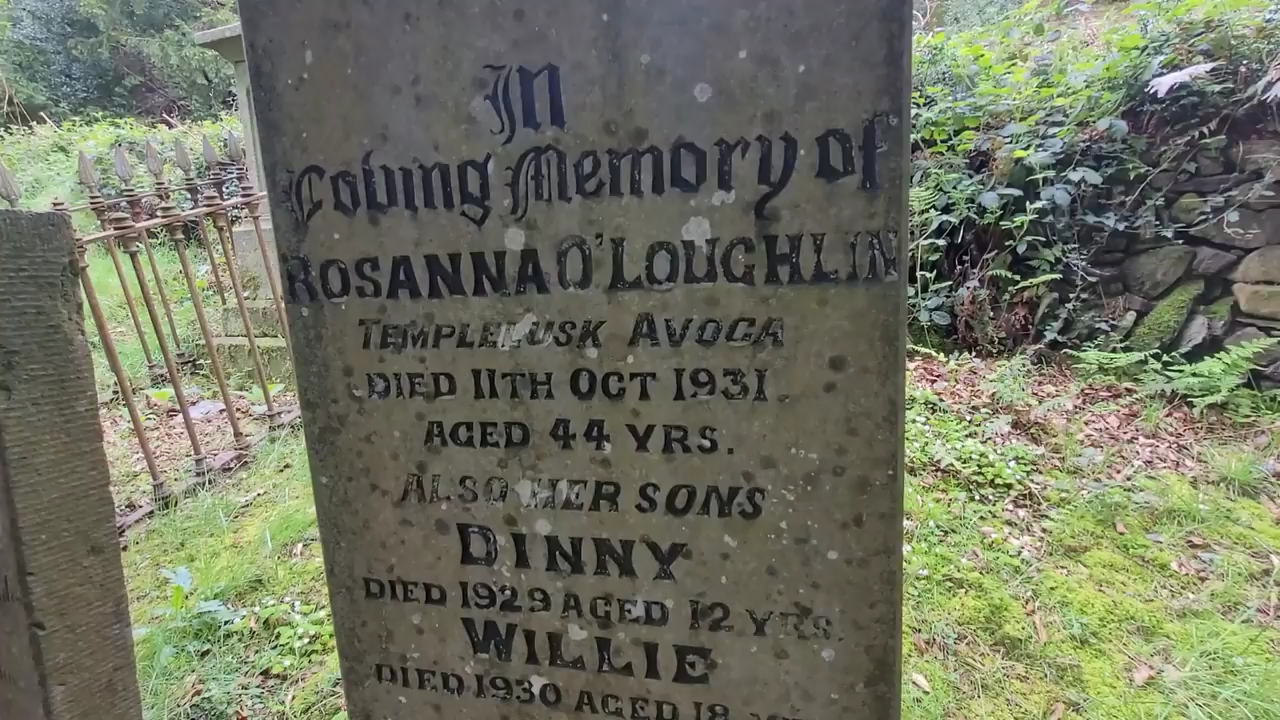 In
Loving Memory of
ROSANNA O'LOUGHLIN
TEMPLELUSK AVOCA
DIED 11TH OCT 1931.
AGED 44 YRS.
ALSO HER SONS
DINNY
DIED 1929 AGED 12 YRS.
WILLIE
DIED 1930 AGED 18